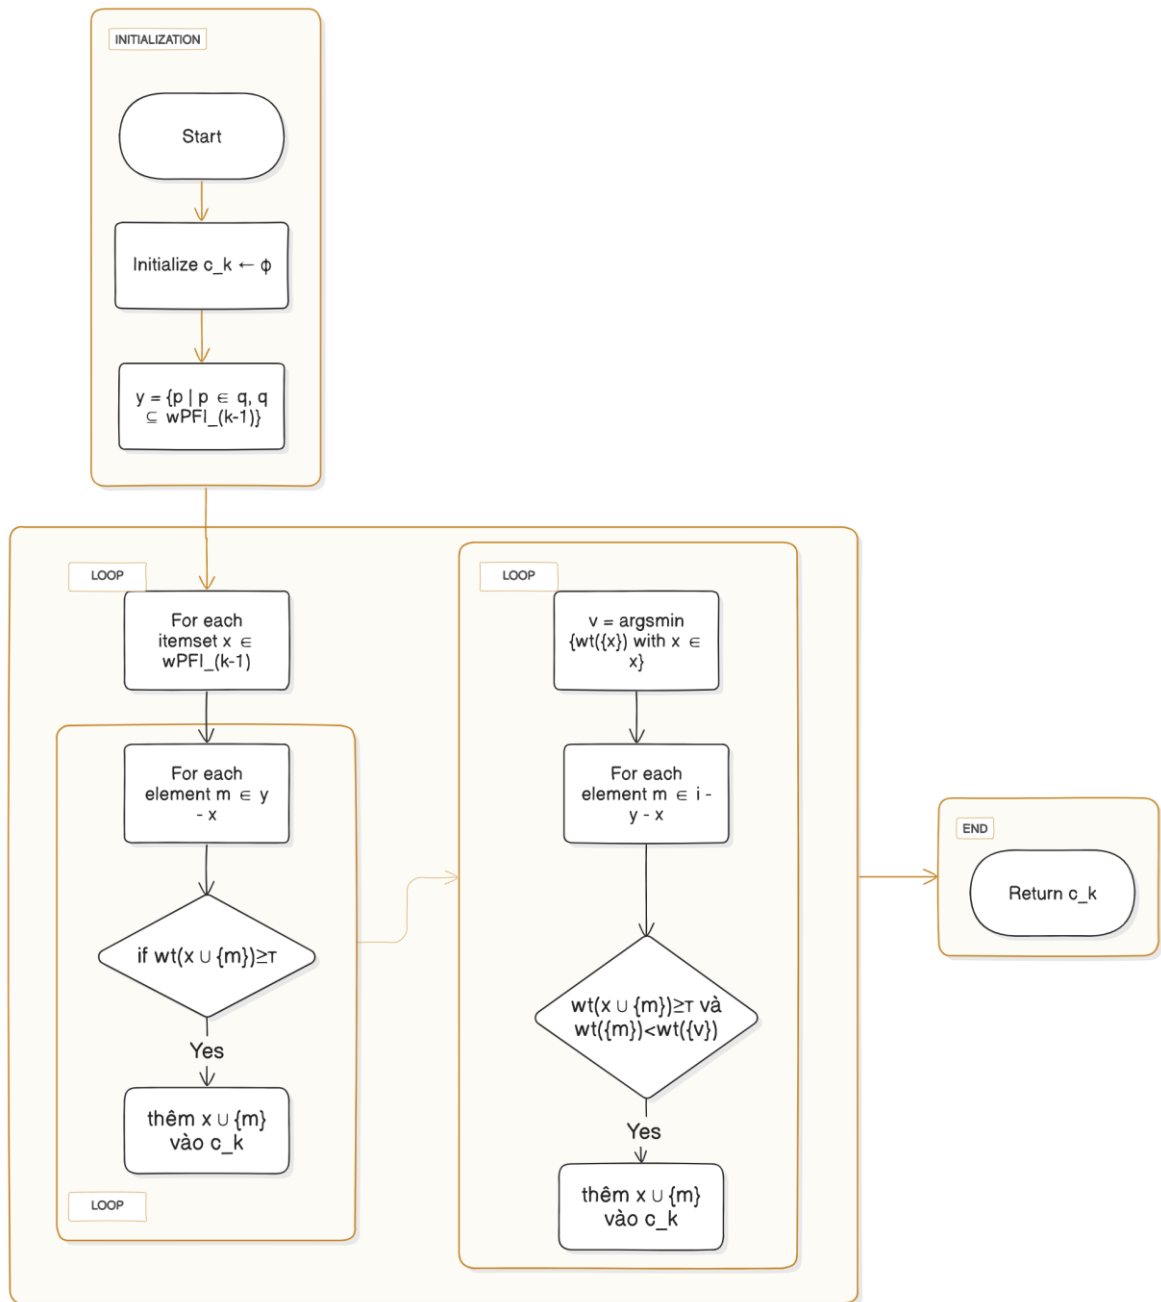 INITIALIZATION
Start
Initialize c_k ← ф
y = {p | p ∈ q, q
⊆ wPFI_(k-1)}
LOOP
For each
itemset x ∈
wPFI_(k-1)
For each
element m ∈ y
- x
if wt(x ∪ {m})≥т
Yes
thêm x ∪ {m}
vào c_k
LOOP
LOOP
v = argsmin
{wt({x}) with x ∈
x}
For each
element m ∈ i -
y - x
wt(x ∪ {m})≥т và
wt({m})<wt({v})
Yes
thêm x ∪ {m}
vào c_k
END
Return c_k